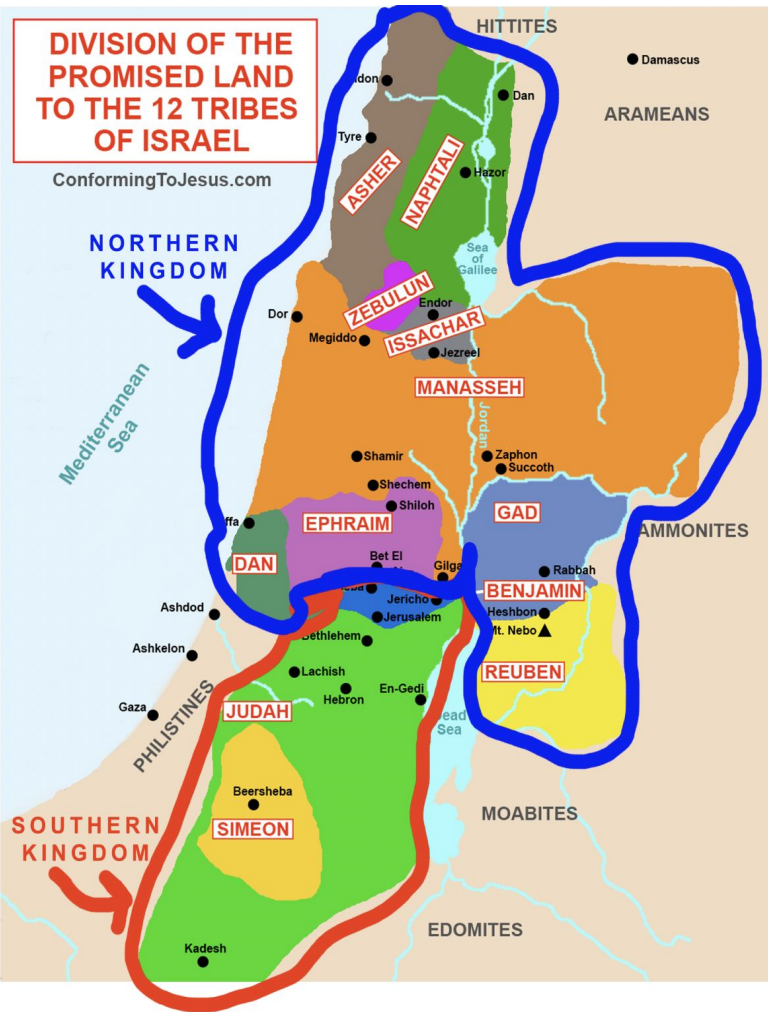 DIVISION OF THE
PROMISED LAND
TO THE 12 TRIBES
OF ISRAEL
ConformingToJesus.com
HITTITES
Damascus
ARAMEANS
Dan
Tyre
ASHER
NAPHTALI
Hazor
NORTHERN
KINGDOM
Sea
of
Galilee
ZEBULUN
Endor
Dor
ISSACHAR
Megiddo
Jezreel
MANASSEH
Mediterranean
Sea
Jordan
Shamir
Zaphon
Succoth
Shechem
Shiloh
EPHRAIM
GAD
AMMONITES
DAN
Bet El
Rabbah
BENJAMIN
Jericho
Ashdod
Heshbon
Jerusalem
Mt. Nebo
Bethlehem
Ashkelon
Lachish
REUBEN
Hebron
En-Gedi
Gaza
PHILISTINES
JUDAH
Dead
Sea
Beersheba
SIMEON
MOABITES
SOUTHERN
KINGDOM
EDOMITES
Kadesh